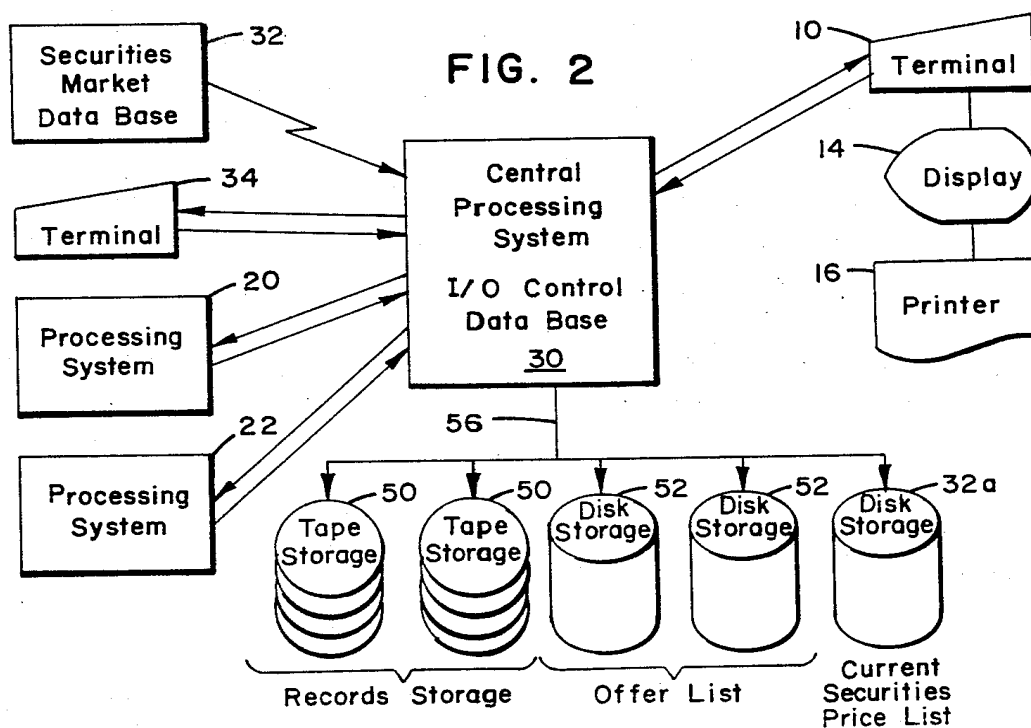 FIG. 2
32
Securities
Market
Data Base
34
Terminal
20
Processing
System
22
Processing
System
Central
Processing
System
I/O Control
Data Base
30
10
Terminal
14
Display
16
Printer
56
50
Tape
Storage
50
Tape
Storage
52
Disk
Storage
52
Disk
Storage
32a
Disk
Storage
Records Storage
Offer List
Current
Securities
Price List